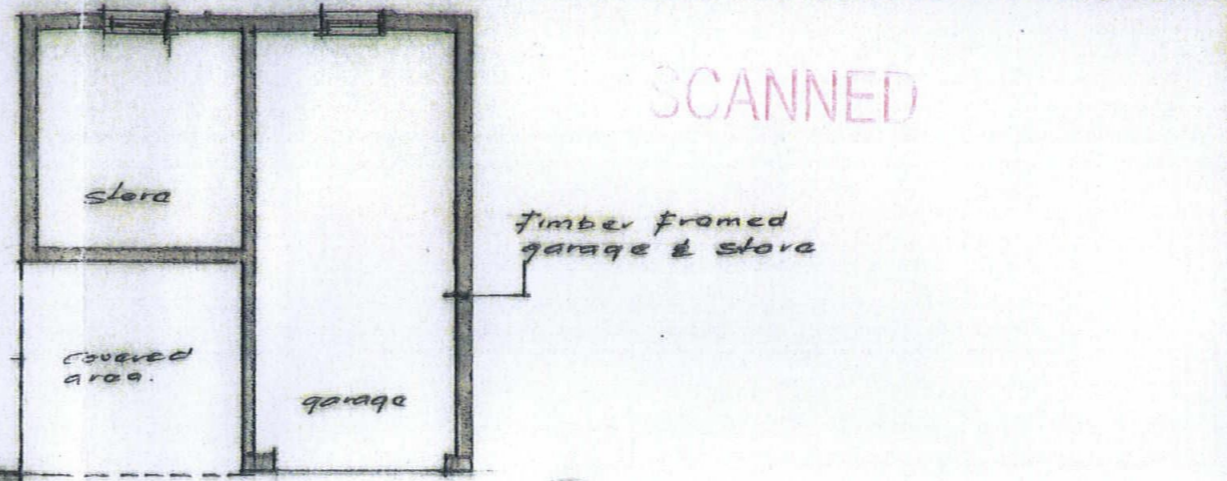 SCANNED
store
timber framed
garage & store
covered
area.
garage